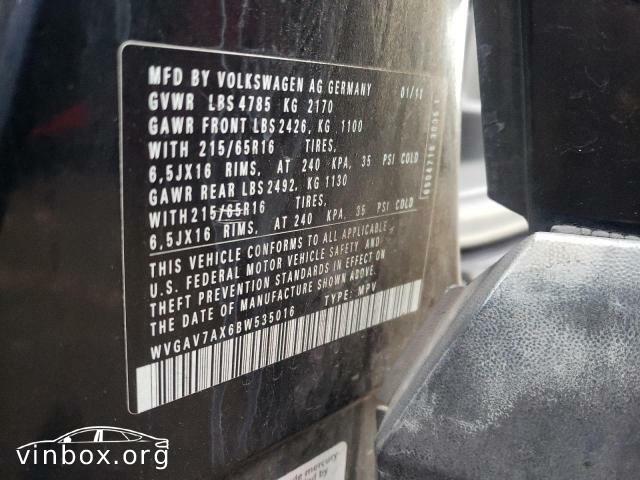 MFD BY VOLKSWAGEN AG GERMANY 01/11
GVWR LBS 4785 KG 2170
GAWR FRONT LBS 2426, KG 1100
WITH 215/65R16 TIRES,
6,5JX16 RIMS, AT 240 KPA, 35 PSI COLD
GAWR REAR LBS 2492, KG 1130
WITH 215/65R16 TIRES,
6,5JX16 RIMS, AT 240 KPA, 35 PSI COLD
THIS VEHICLE CONFORMS TO ALL APPLICABLE
U.S. FEDERAL MOTOR VEHICLE SAFETY AND
THEFT PREVENTION STANDARDS IN EFFECT ON
THE DATE OF MANUFACTURE SHOWN ABOVE.
WVGAV7AX6BW535016 TYPE: MPV
mercury
by
vinbox.org